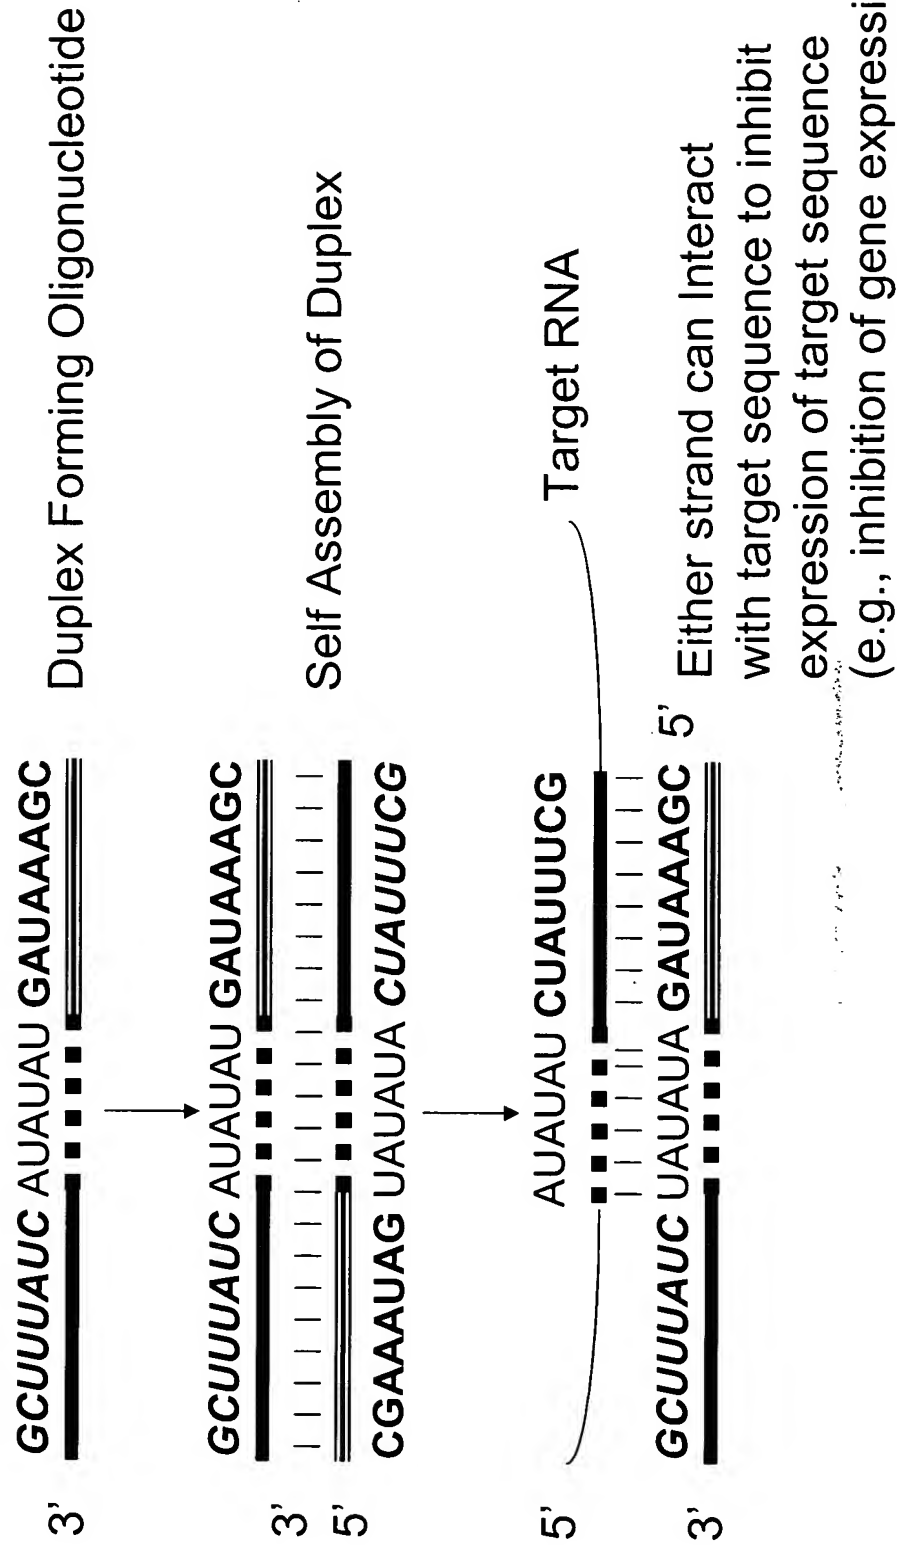 3' GCUUUAUC AUAUAU GAUAAAGC Duplex Forming Oligonucleotide
GCUUUAUC AUAUAU GAUAAAGC
3'
5'
Self Assembly of Duplex
CGAAAUAG UAUAUA CUAUUUCG
AUAUAU CUAUUUCG
5' Target RNA
GCUUUAUC UAUAUA GAUAAAGC 5'
3'
Either strand can Interact
with target sequence to inhibit
expression of target sequence
(e.g., inhibition of gene expressi